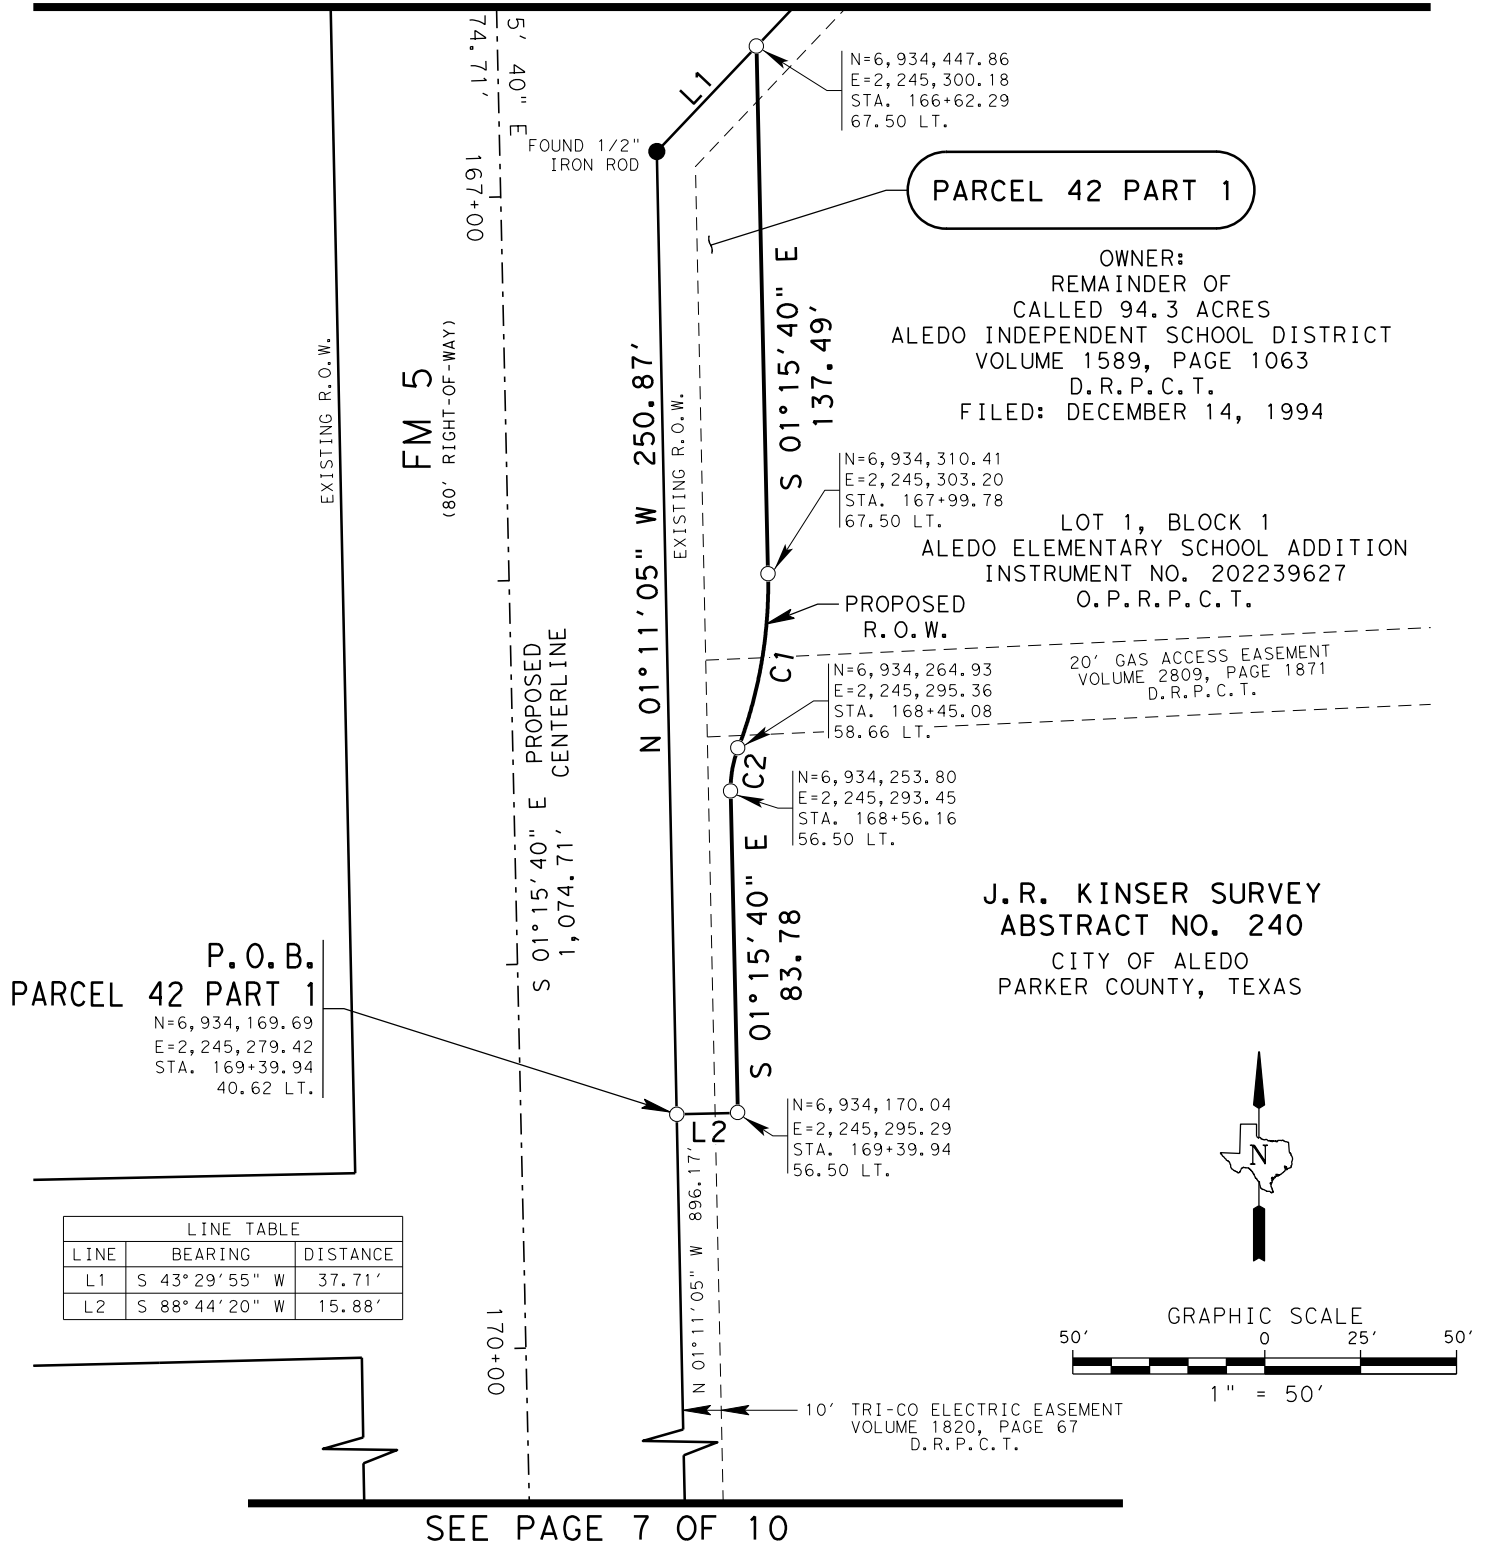 5' 40" E
74.71'
L1
N=6,934,447.86
E=2,245,300.18
STA. 166+62.29
67.50 LT.
FOUND 1/2"
IRON ROD
167+00
PARCEL 42 PART 1
OWNER:
REMAINDER OF
CALLED 94.3 ACRES
ALEDO INDEPENDENT SCHOOL DISTRICT
VOLUME 1589, PAGE 1063
D.R.P.C.T.
FILED: DECEMBER 14, 1994
S 01°15'40" E
137.49'
EXISTING R.O.W.
FM 5
(80' RIGHT-OF-WAY)
N 01°11'05" W 250.87'
EXISTING R.O.W.
N=6,934,310.41
E=2,245,303.20
STA. 167+99.78
67.50 LT.
LOT 1, BLOCK 1
ALEDO ELEMENTARY SCHOOL ADDITION
INSTRUMENT NO. 202239627
O.P.R.P.C.T.
PROPOSED
R.O.W.
C1
20' GAS ACCESS EASEMENT
VOLUME 2809, PAGE 1871
D.R.P.C.T.
N=6,934,264.93
E=2,245,295.36
STA. 168+45.08
58.66 LT.
C2
N=6,934,253.80
E=2,245,293.45
STA. 168+56.16
56.50 LT.
S 01°15'40" E PROPOSED
1,074.71' CENTERLINE
S 01°15'40" E
83.78
J.R. KINSER SURVEY
ABSTRACT NO. 240
CITY OF ALEDO
PARKER COUNTY, TEXAS
P.O.B.
PARCEL 42 PART 1
N=6,934,169.69
E=2,245,279.42
STA. 169+39.94
40.62 LT.
L2
N=6,934,170.04
E=2,245,295.29
STA. 169+39.94
56.50 LT.
N
N 01°11'05" W 896.17'
LINE TABLE
LINE BEARING DISTANCE
L1 S 43°29'55" W 37.71'
L2 S 88°44'20" W 15.88'
170+00
GRAPHIC SCALE
50' 0 25' 50'
1" = 50'
10' TRI-CO ELECTRIC EASEMENT
VOLUME 1820, PAGE 67
D.R.P.C.T.
SEE PAGE 7 OF 10